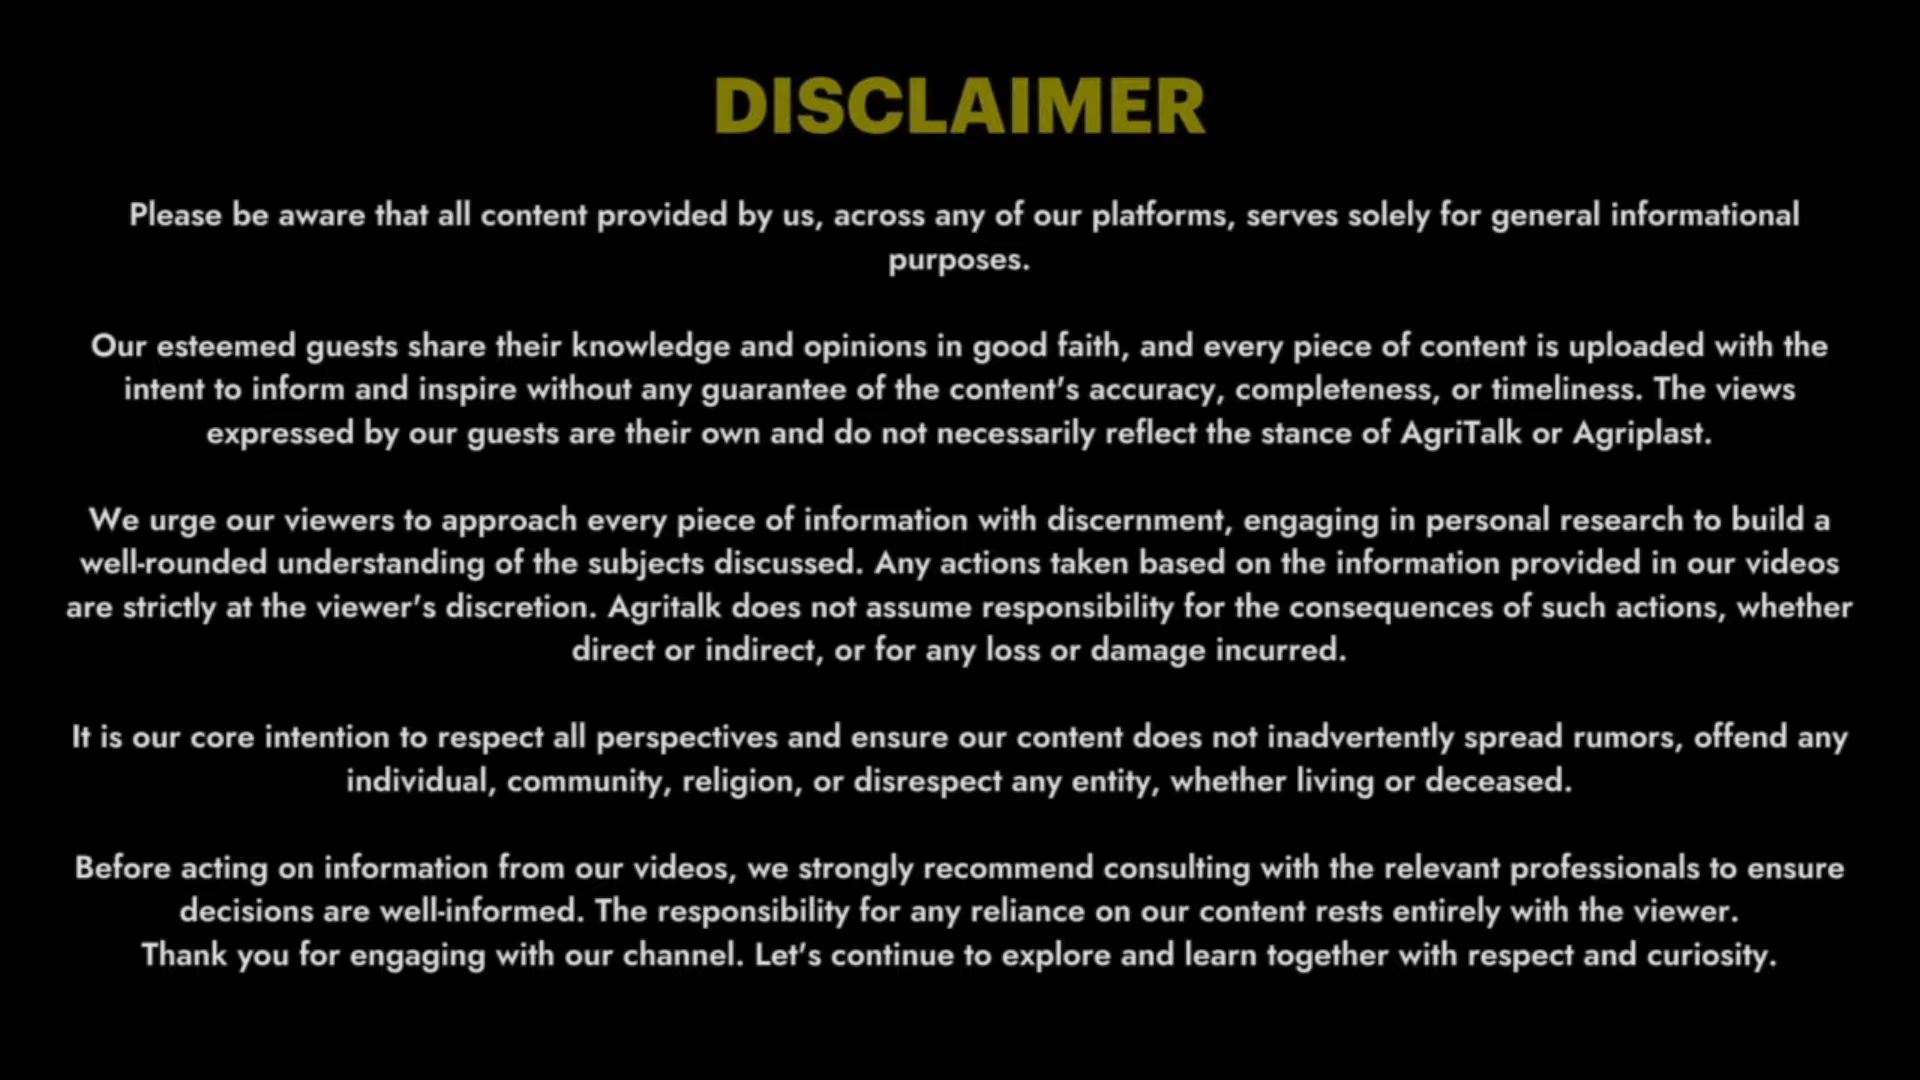 DISCLAIMER
Please be aware that all content provided by us, across any of our platforms, serves solely for general informational
purposes.
Our esteemed guests share their knowledge and opinions in good faith, and every piece of content is uploaded with the
intent to inform and inspire without any guarantee of the content's accuracy, completeness, or timeliness. The views
expressed by our guests are their own and do not necessarily reflect the stance of AgriTalk or Agriplast.
We urge our viewers to approach every piece of information with discernment, engaging in personal research to build a
well-rounded understanding of the subjects discussed. Any actions taken based on the information provided in our videos
are strictly at the viewer's discretion. Agritalk does not assume responsibility for the consequences of such actions, whether
direct or indirect, or for any loss or damage incurred.
It is our core intention to respect all perspectives and ensure our content does not inadvertently spread rumors, offend any
individual, community, religion, or disrespect any entity, whether living or deceased.
Before acting on information from our videos, we strongly recommend consulting with the relevant professionals to ensure
decisions are well-informed. The responsibility for any reliance on our content rests entirely with the viewer.
Thank you for engaging with our channel. Let's continue to explore and learn together with respect and curiosity.